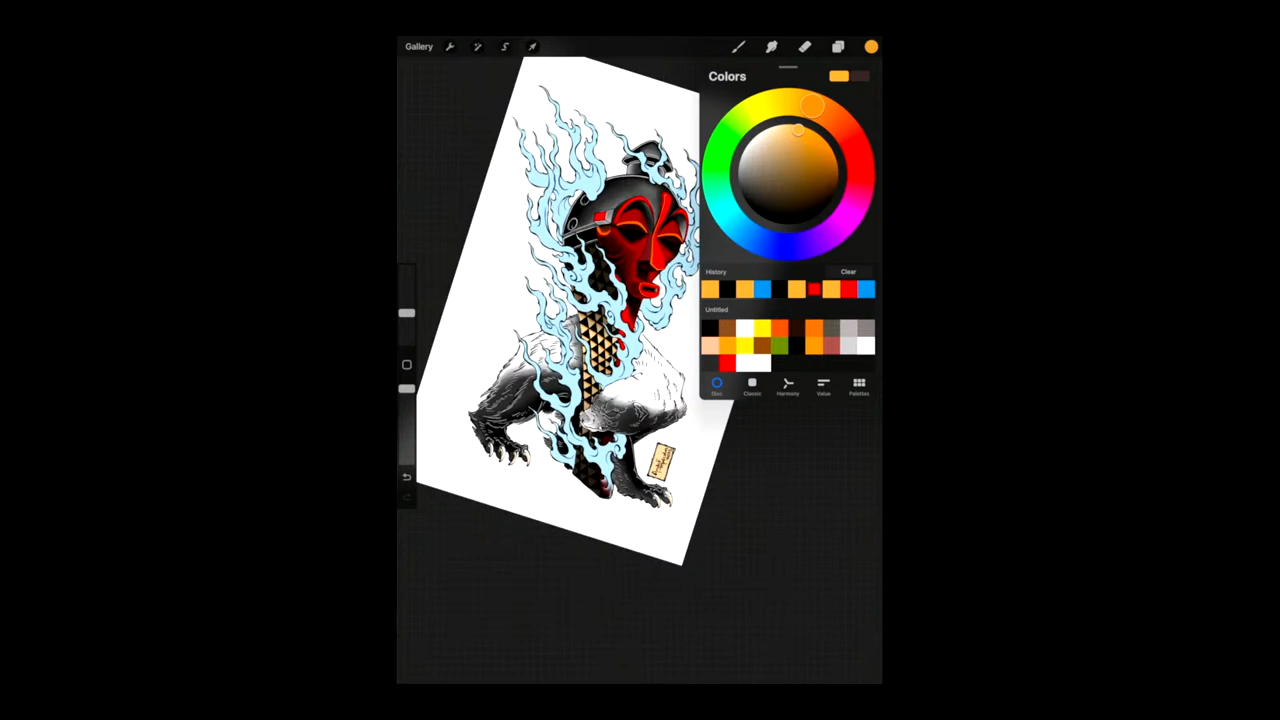 Gallery
Colors
History
Clear
Untitled
Disc
Classic
Harmony
Value
Palettes